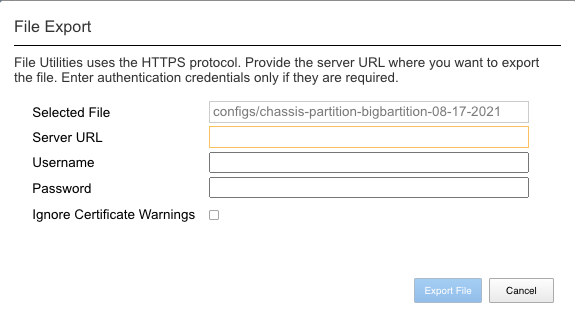 File Export
File Utilities uses the HTTPS protocol. Provide the server URL where you want to export
the file. Enter authentication credentials only if they are required.
Selected File configs/chassis-partition-bigbartition-08-17-2021
Server URL
Username
Password
Ignore Certificate Warnings
Export File Cancel